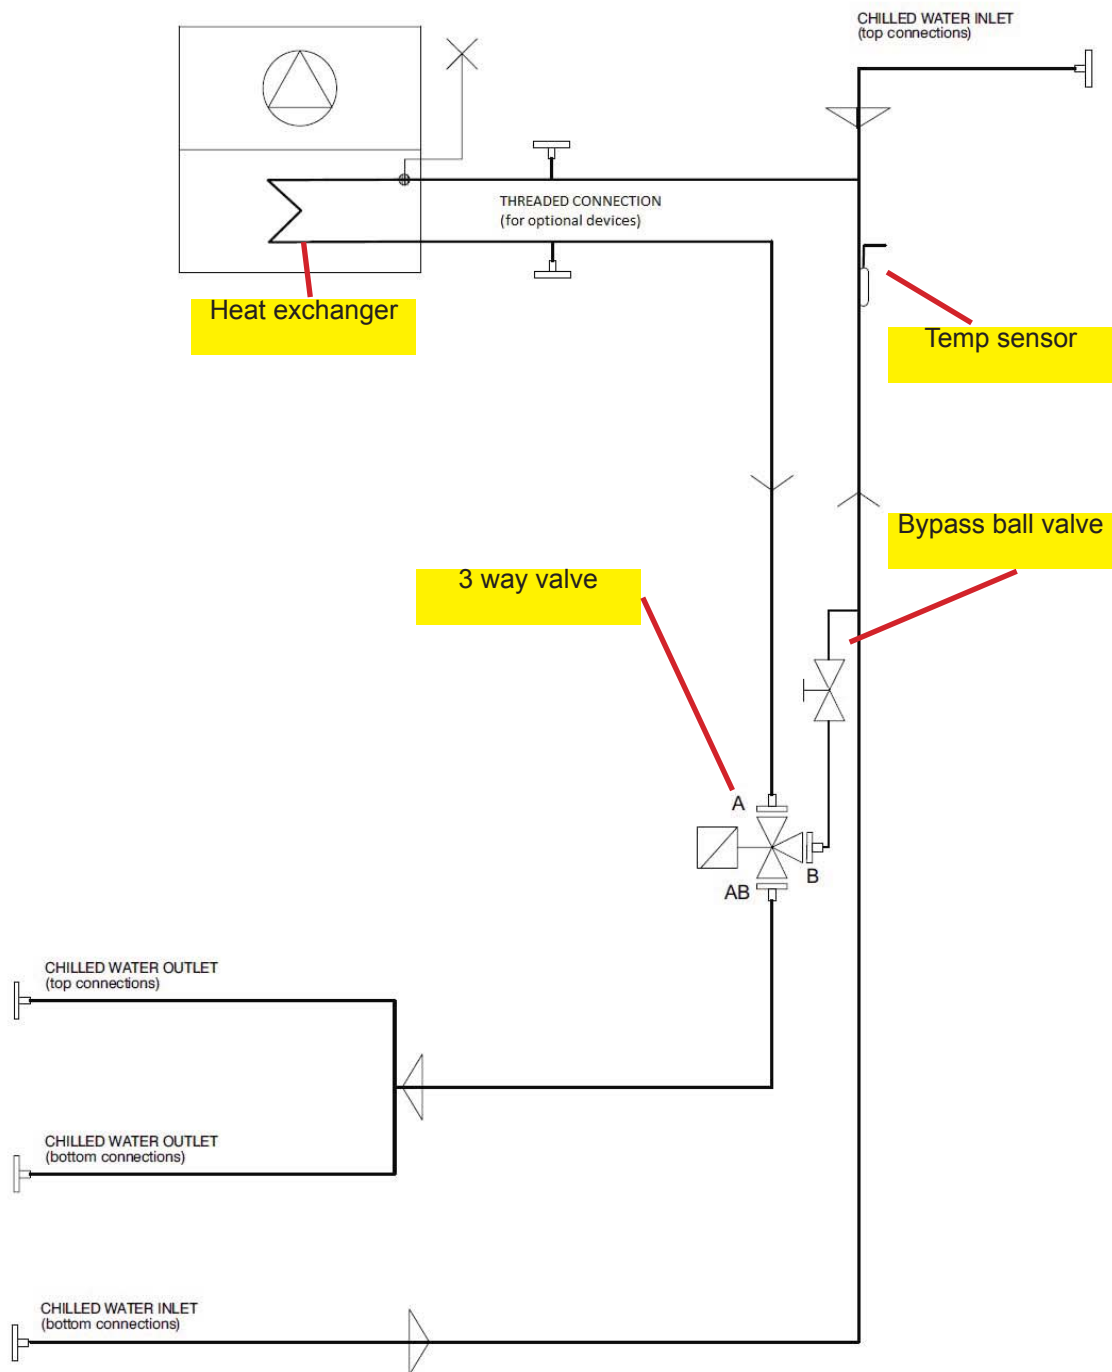 CHILLED WATER INLET
(top connections)
THREADED CONNECTION
(for optional devices)
Heat exchanger
Temp sensor
Bypass ball valve
3 way valve
A
B
AB
CHILLED WATER OUTLET
(top connections)
CHILLED WATER OUTLET
(bottom connections)
CHILLED WATER INLET
(bottom connections)